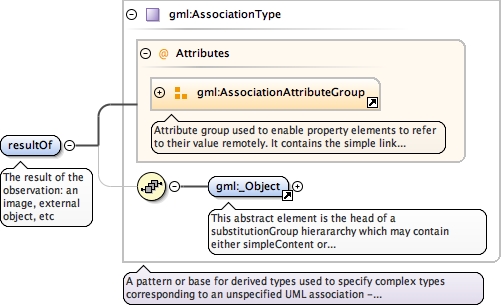 gml:AssociationType
@ Attributes
gml:AssociationAttributeGroup
Attribute group used to enable property elements to refer
to their value remotely. It contains the simple link...
resultOf
The result of the
observation: an
image, external
object, etc
gml:_Object
This abstract element is the head of a
substitutionGroup hierararchy which may contain
either simpleContent or...
A pattern or base for derived types used to specify complex types
corresponding to an unspecified UML association -...